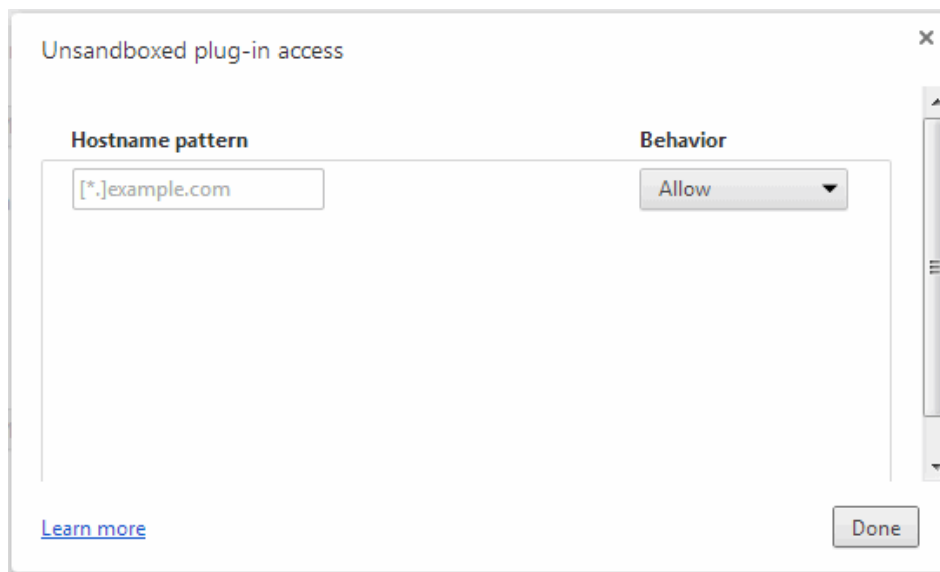 Unsandboxed plug-in access
Hostname pattern Behavior
[*.]example.com Allow
Learn more Done